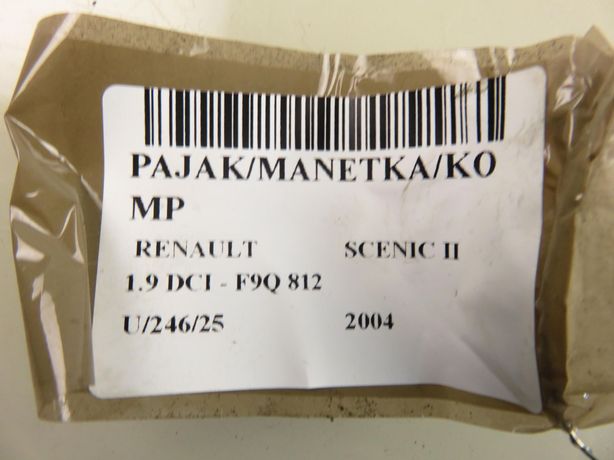 PAJAK/MANETKA/KO
MP
RENAULT SCENIC II
1.9 DCI - F9Q 812
U/246/25 2004